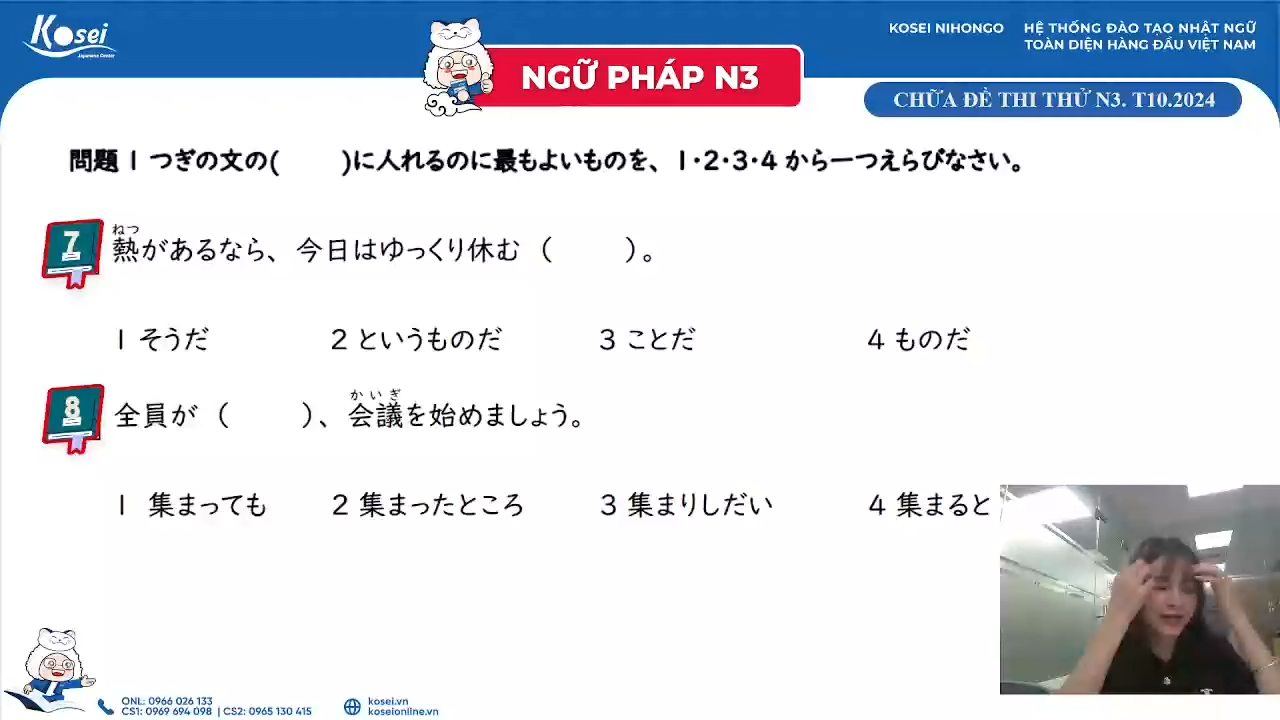 Kosei
Japanese Center
NGỮ PHÁP N3
KOSEI NIHONGO
HỆ THỐNG ĐÀO TẠO NHẬT NGỮ
TOÀN DIỆN HÀNG ĐẦU VIỆT NAM
CHỮA ĐỀ THI THỬ N3. T10.2024
問題 1 つぎの文の( )に人れるのに最もよいものを、1・2・3・4 から一つえらびなさい。
ねつ
7 熱があるなら、今日はゆっくり休む ( )。
1 そうだ 2 というものだ 3 ことだ 4 ものだ
かいぎ
8 全員が ( )、会議を始めましょう。
1 集まっても 2 集まったところ 3 集まりしだい 4 集まると
ONL: 0966 026 133
CS1: 0969 694 098 | CS2: 0965 130 415
kosei.vn
koseionline.vn